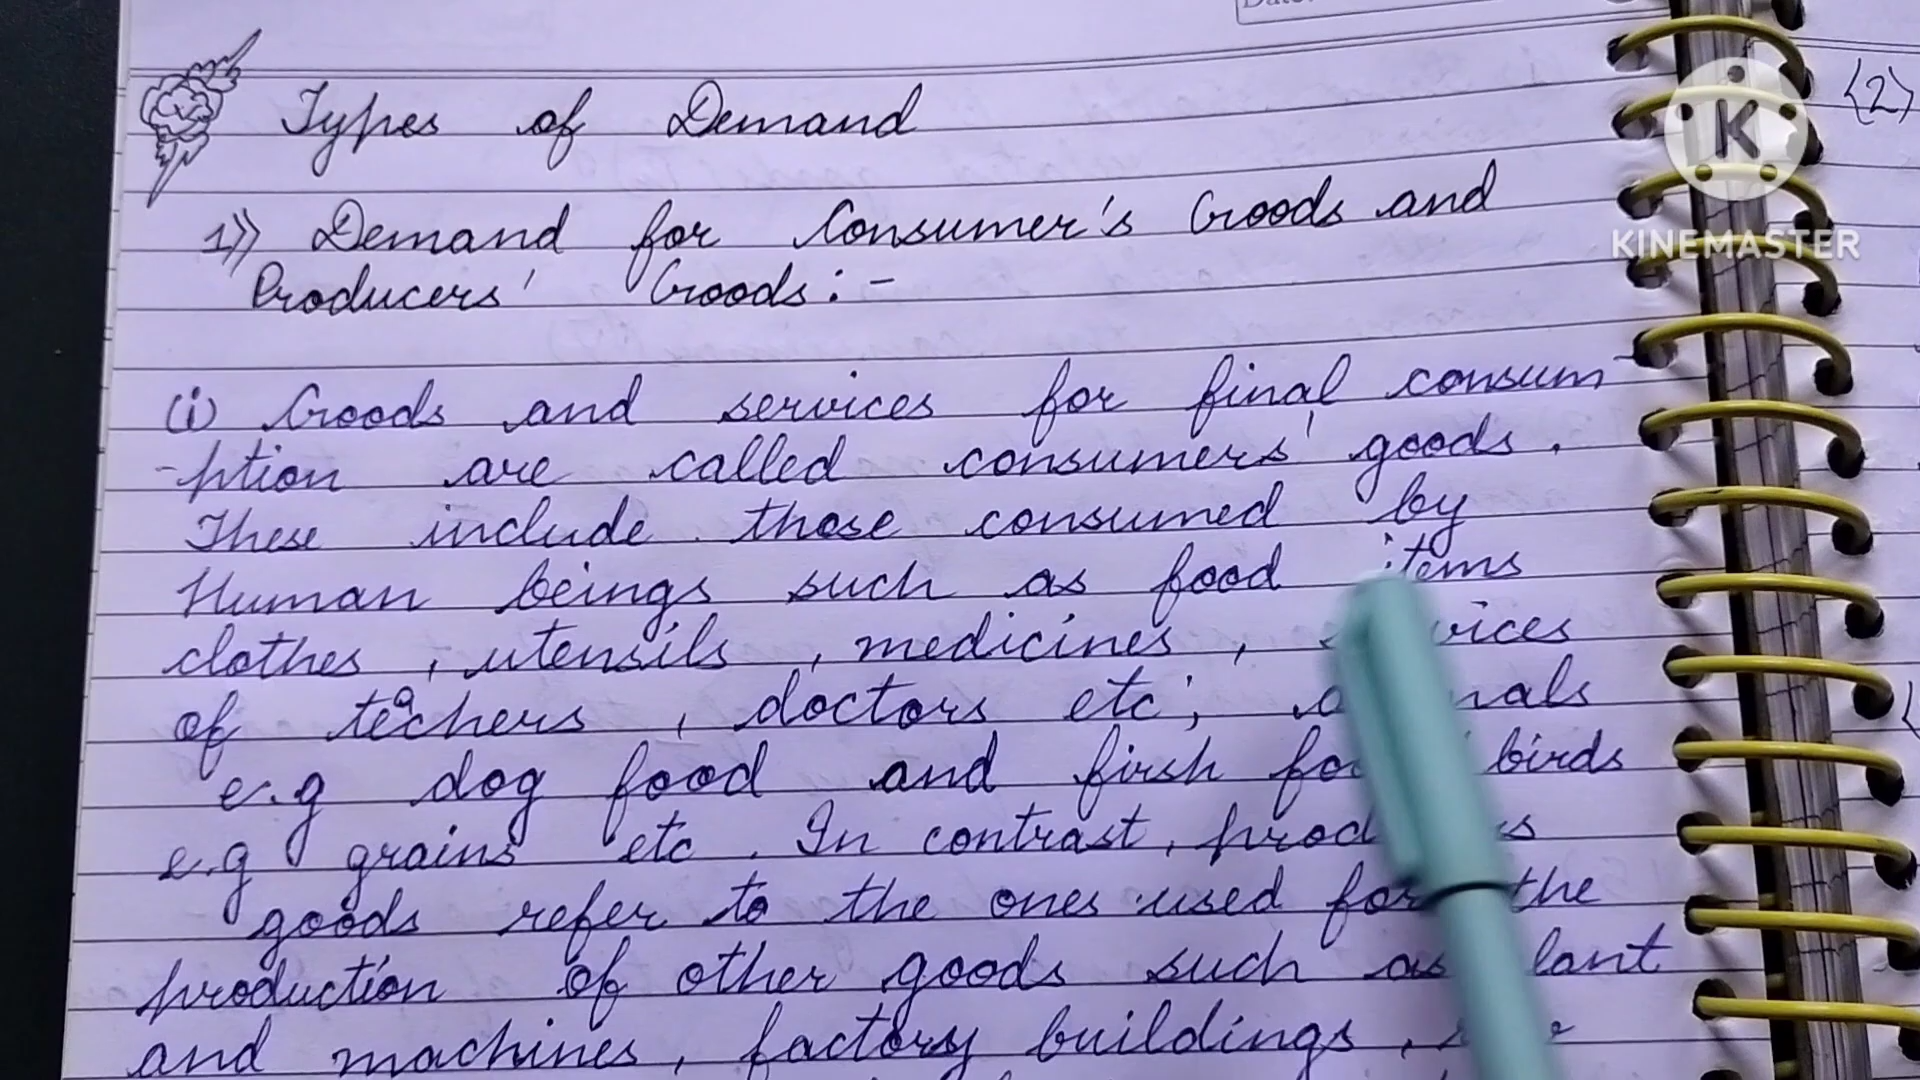 Types of Demand
1)) Demand for Consumer's Goods and
Producers' Goods:-
(i) Goods and services for final consum
-ption are called consumers' goods.
These include those consumed by
Human beings such as food items
clothes, utensils, medicines,
of teachers, doctors etc;
e.g dog food and firsh birds
e.g grains etc. In contrast,
goods refer to the ones used for the
production of other goods such as
and machines, factory buildings,
KINEMASTER
K
(2)